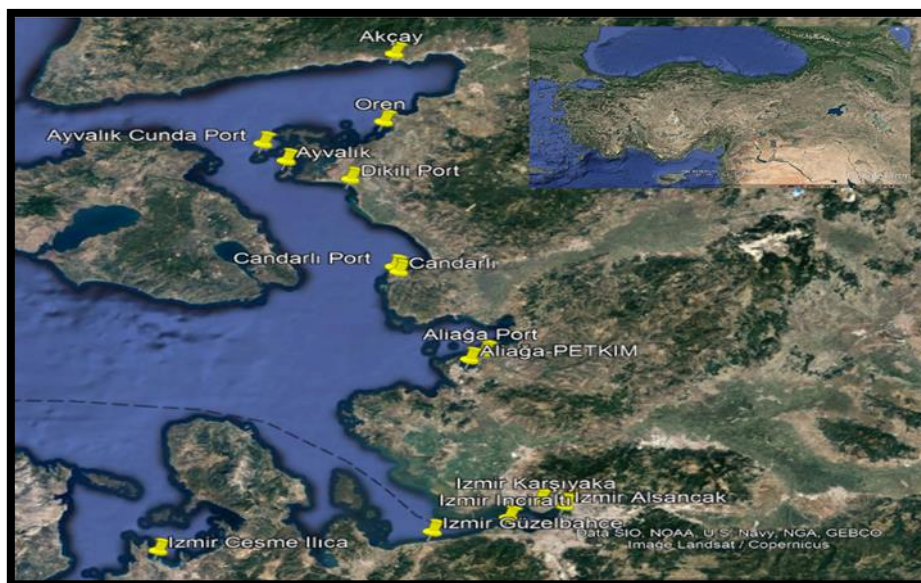 Akçay
Oren
Ayvalık Cunda Port
Ayvalık
Dikili Port
Candarlı Port
Candarlı
Aliağa Port
Aliağa-PETKİM
Izmir Karşıyaka
Izmir Inciraltı
Izmir Alsancak
Izmir Güzelbahce
Izmir Cesme Ilıca
Data SIO, NOAA, U.S. Navy, NGA, GEBCO
Image Landsat / Copernicus